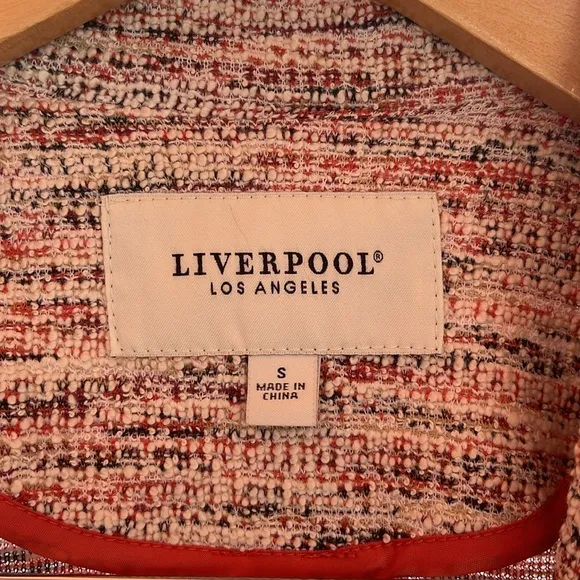 LIVERPOOL®
LOS ANGELES
S
MADE IN
CHINA